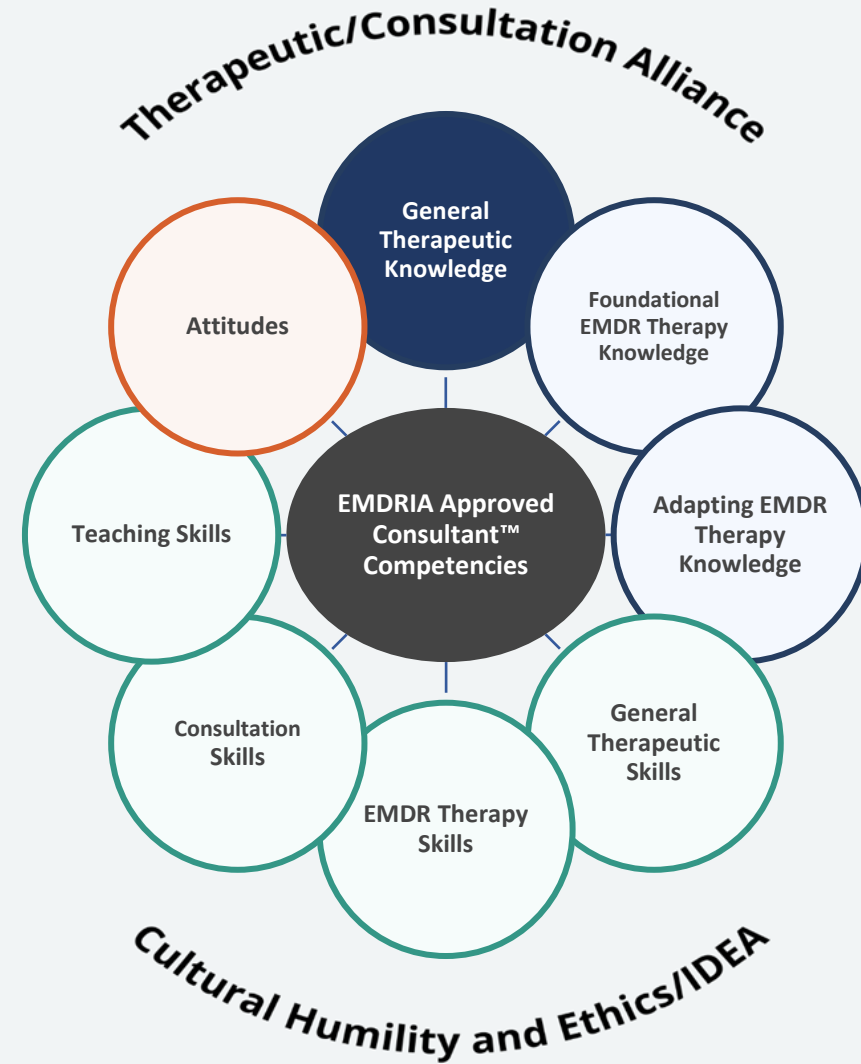 Therapeutic/Consultation Alliance
General
Therapeutic
Knowledge
Foundational
EMDR Therapy
Knowledge
Attitudes
EMDRIA Approved
Consultant™
Competencies
Adapting EMDR
Therapy
Knowledge
Teaching Skills
General
Therapeutic
Skills
Consultation
Skills
EMDR Therapy
Skills
Cultural Humility and Ethics/IDEA